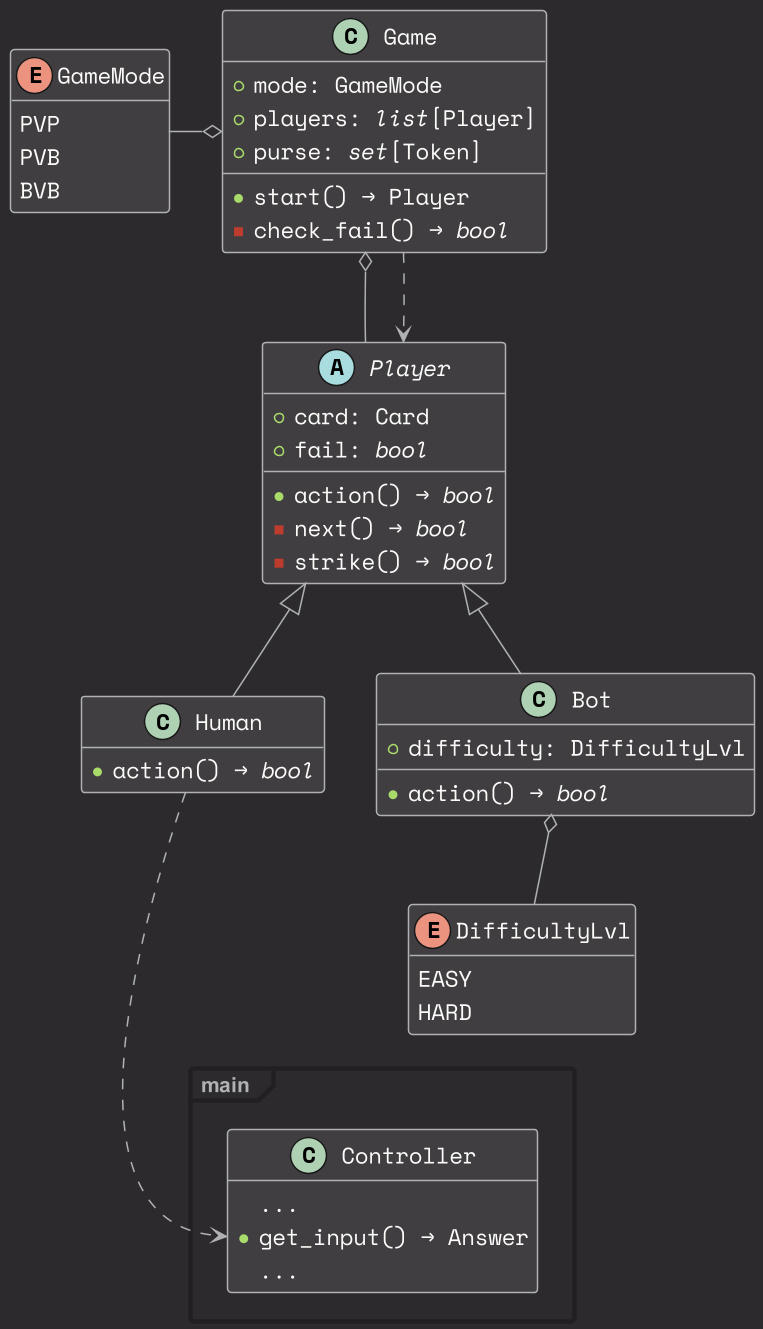 C Game
mode: GameMode
players: list[Player]
purse: set[Token]
start() → Player
check_fail() → bool
E GameMode
PVP
PVB
BVB
A Player
card: Card
fail: bool
action() → bool
next() → bool
strike() → bool
C Human
action() → bool
C Bot
difficulty: DifficultyLvl
action() → bool
E DifficultyLvl
EASY
HARD
main
C Controller
...
get_input() → Answer
...